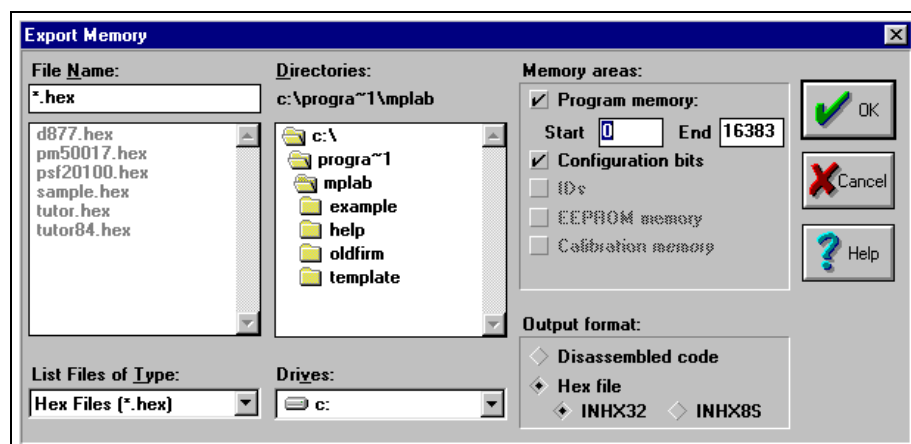 Export Memory
File Name:
*.hex
d877.hex
pm50017.hex
psf20100.hex
sample.hex
tutor.hex
tutor84.hex
List Files of Type:
Hex Files (*.hex)
Directories:
c:\progra~1\mplab
c:\
progra~1
mplab
example
help
oldfirm
template
Drives:
c:
Memory areas:
Program memory:
Start 0 End 16383
Configuration bits
IDs
EEPROM memory
Calibration memory
Output format:
Disassembled code
Hex file
INHX32 INHX8S
OK
Cancel
Help